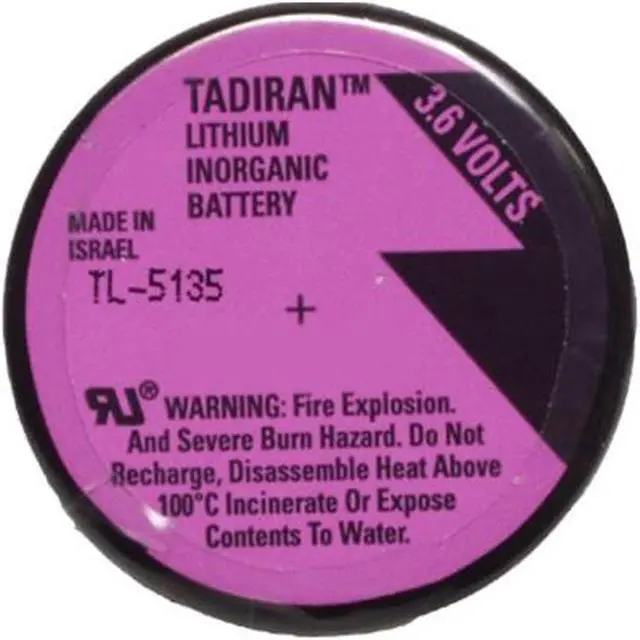 TADIRAN™
LITHIUM
INORGANIC
BATTERY
3.6 VOLTS
MADE IN
ISRAEL
TL-5135
+
RU® WARNING: Fire Explosion.
And Severe Burn Hazard. Do Not
Recharge, Disassemble Heat Above
100°C Incinerate Or Expose
Contents To Water.